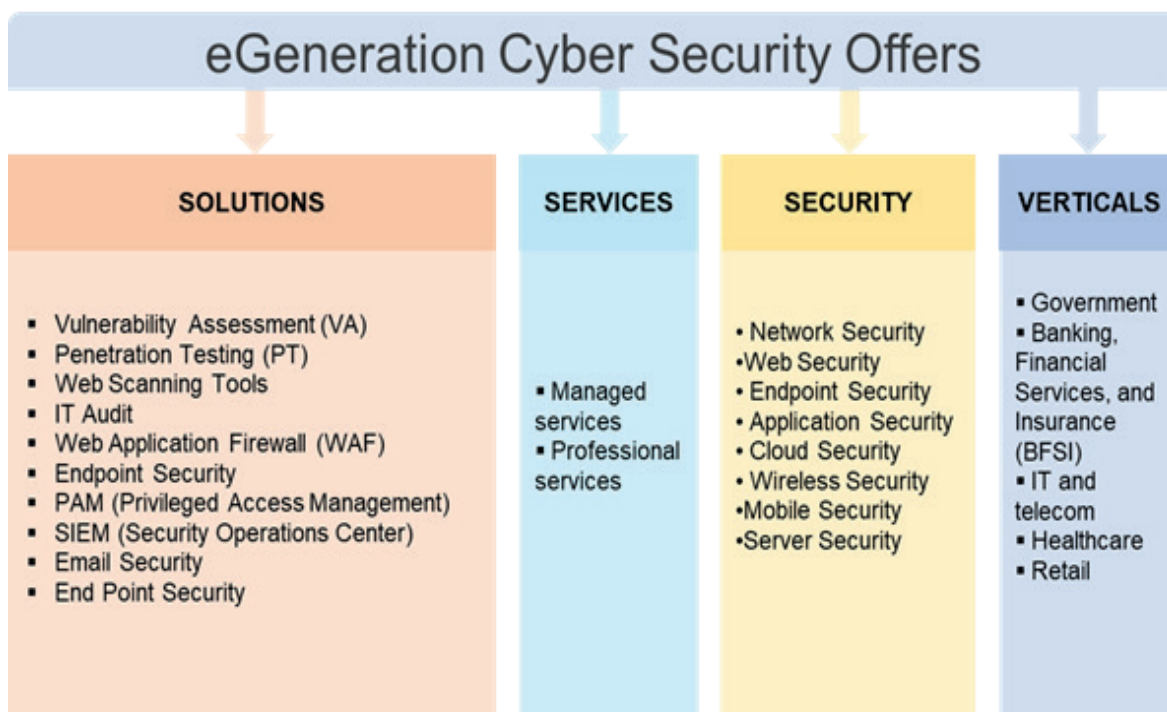 eGeneration Cyber Security Offers
SOLUTIONS
▪ Vulnerability Assessment (VA)
▪ Penetration Testing (PT)
▪ Web Scanning Tools
▪ IT Audit
▪ Web Application Firewall (WAF)
▪ Endpoint Security
▪ PAM (Privileged Access Management)
▪ SIEM (Security Operations Center)
▪ Email Security
▪ End Point Security
SERVICES
▪ Managed
services
▪ Professional
services
SECURITY
• Network Security
•Web Security
• Endpoint Security
• Application Security
• Cloud Security
• Wireless Security
•Mobile Security
•Server Security
VERTICALS
▪ Government
▪ Banking,
Financial
Services, and
Insurance
(BFSI)
▪ IT and
telecom
▪ Healthcare
▪ Retail